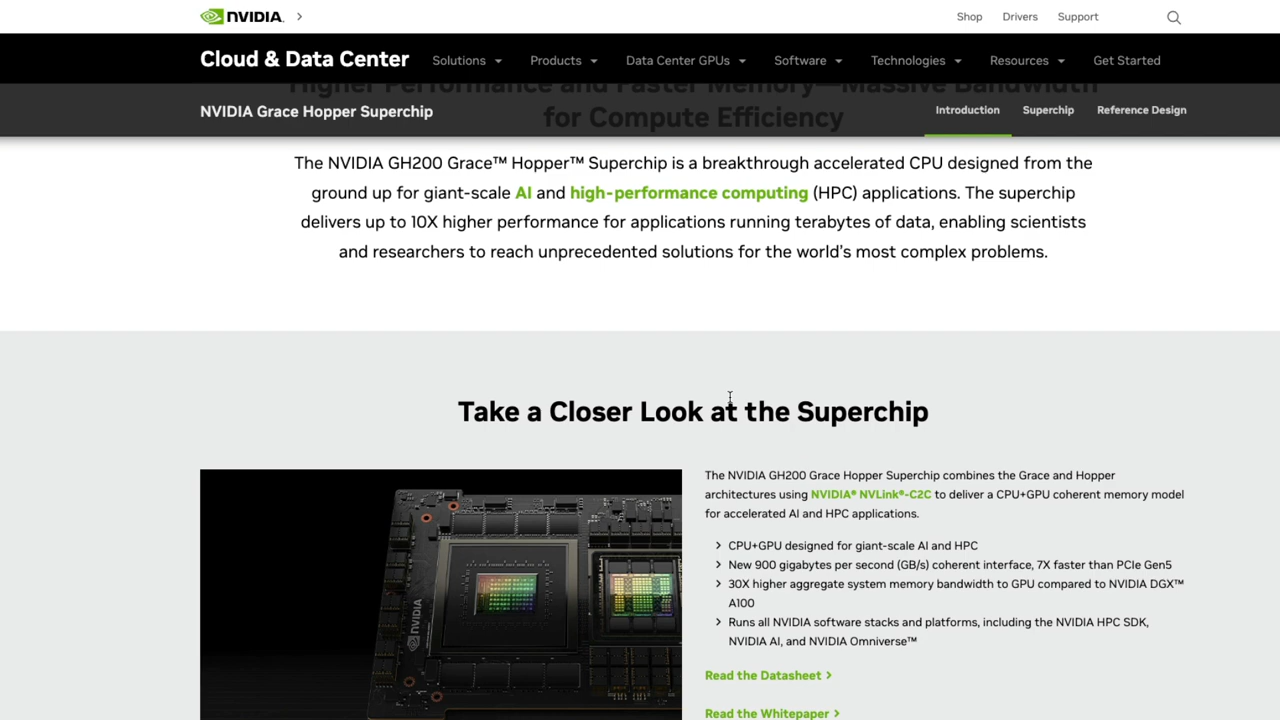 NVIDIA.
Shop Drivers Support
Cloud & Data Center Solutions Products Data Center GPUs Software Technologies Resources Get Started
Higher Performance and Faster Memory—Massive Bandwidth
for Compute Efficiency
NVIDIA Grace Hopper Superchip Introduction Superchip Reference Design
The NVIDIA GH200 Grace™ Hopper™ Superchip is a breakthrough accelerated CPU designed from the
ground up for giant-scale AI and high-performance computing (HPC) applications. The superchip
delivers up to 10X higher performance for applications running terabytes of data, enabling scientists
and researchers to reach unprecedented solutions for the world's most complex problems.
Take a Closer Look at the Superchip
The NVIDIA GH200 Grace Hopper Superchip combines the Grace and Hopper
architectures using NVIDIA® NVLink®-C2C to deliver a CPU+GPU coherent memory model
for accelerated AI and HPC applications.
CPU+GPU designed for giant-scale AI and HPC
New 900 gigabytes per second (GB/s) coherent interface, 7X faster than PCIe Gen5
30X higher aggregate system memory bandwidth to GPU compared to NVIDIA DGX™
A100
Runs all NVIDIA software stacks and platforms, including the NVIDIA HPC SDK,
NVIDIA AI, and NVIDIA Omniverse™
Read the Datasheet
Read the Whitepaper
NVIDIA